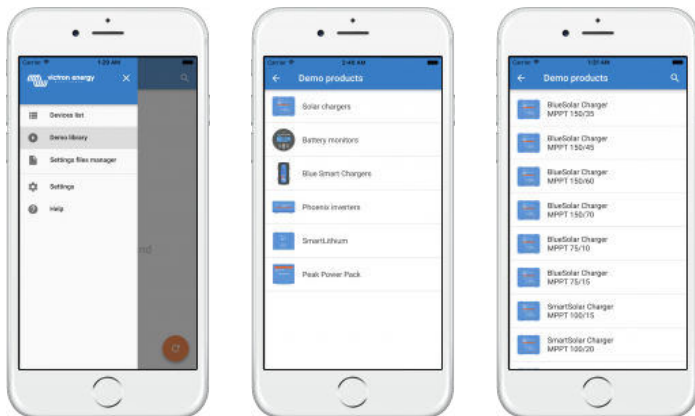 Carrier 1:20 AM
victron energy
Devices list
Demo library
Settings files manager
Settings
Help
nd
Carrier 2:46 AM
Demo products
Solar chargers
Battery monitors
Blue Smart Chargers
Phoenix inverters
SmartLithium
Peak Power Pack
Carrier
Demo products
BlueSolar Charger
MPPT 150/35
BlueSolar Charger
MPPT 150/45
BlueSolar Charger
MPPT 150/60
BlueSolar Charger
MPPT 150/70
BlueSolar Charger
MPPT 75/10
BlueSolar Charger
MPPT 75/15
SmartSolar Charger
MPPT 100/15
SmartSolar Charger
MPPT 100/20